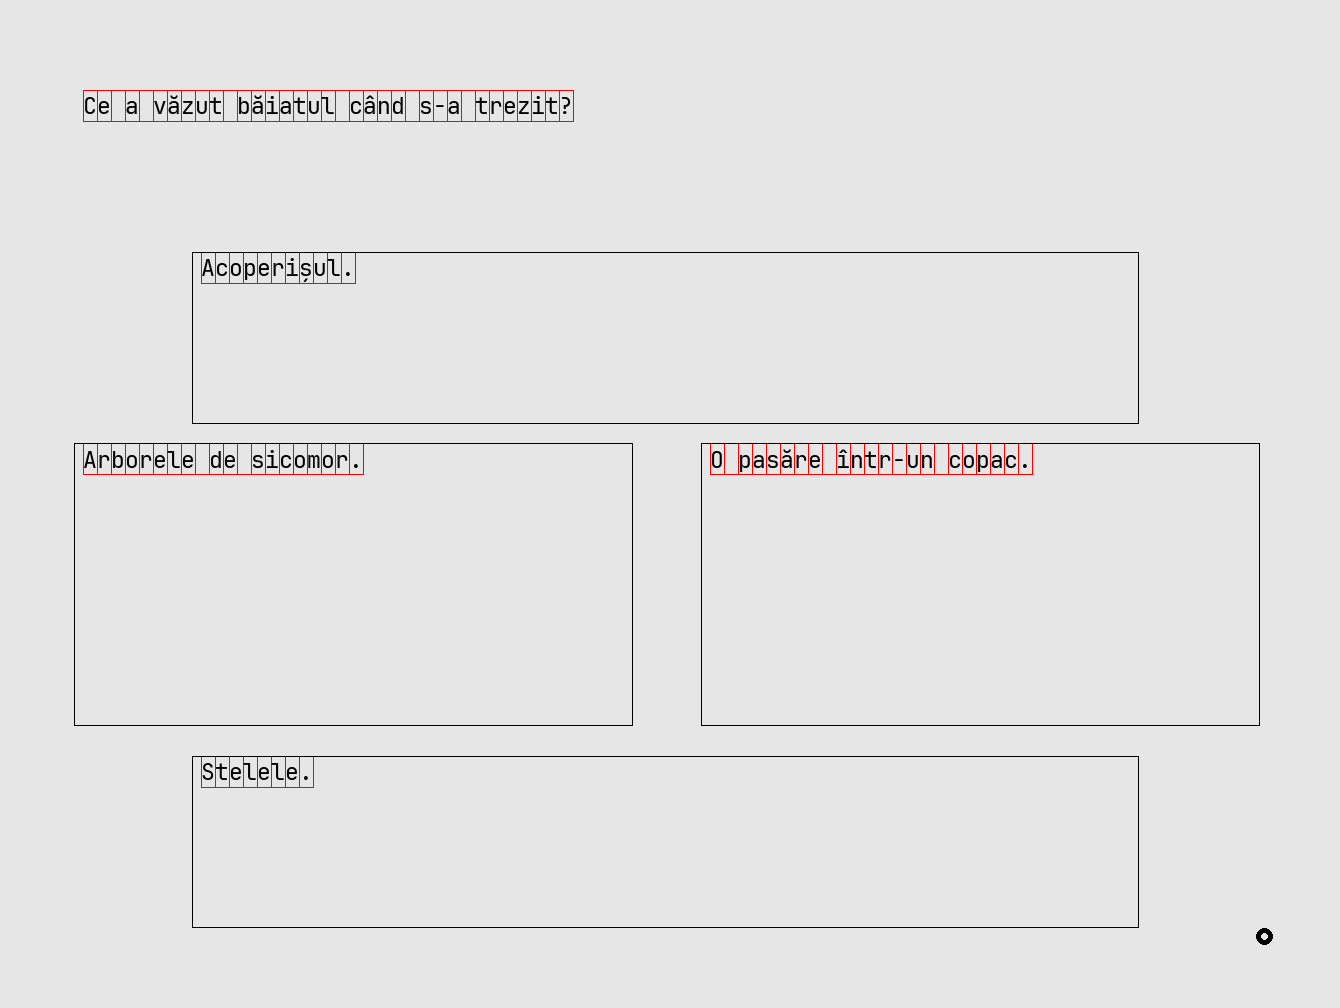 Ce a văzut băiatul când s-a trezit?
Acoperișul.
Arborele de sicomor.
O pasăre într-un copac.
Stelele.